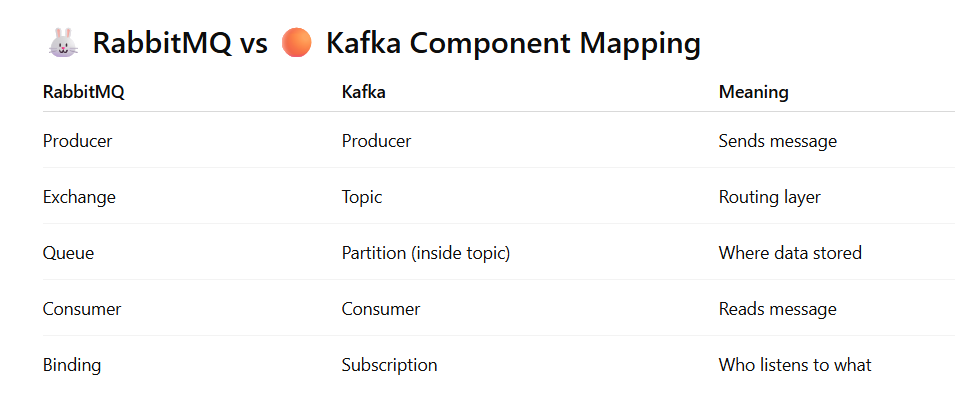 RabbitMQ vs Kafka Component Mapping
RabbitMQ Kafka Meaning
Producer Producer Sends message
Exchange Topic Routing layer
Queue Partition (inside topic) Where data stored
Consumer Consumer Reads message
Binding Subscription Who listens to what